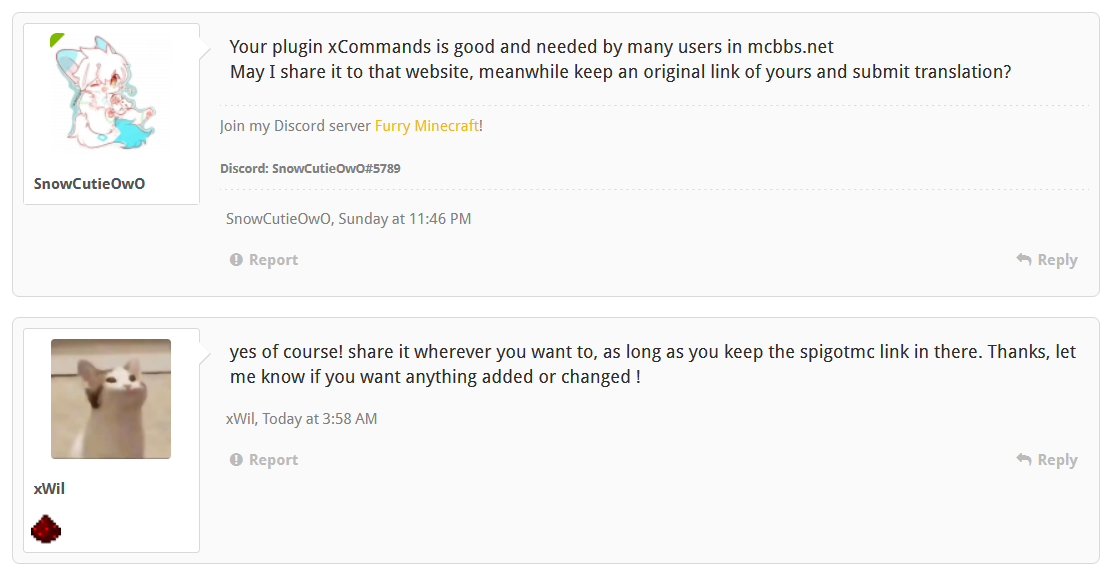 Your plugin xCommands is good and needed by many users in mcbbs.net
May I share it to that website, meanwhile keep an original link of yours and submit translation?
Join my Discord server Furry Minecraft!
Discord: SnowCutieOwO#5789
SnowCutieOwO
SnowCutieOwO, Sunday at 11:46 PM
Report
Reply
yes of course! share it wherever you want to, as long as you keep the spigotmc link in there. Thanks, let
me know if you want anything added or changed !
xWil, Today at 3:58 AM
Report
Reply
xWil